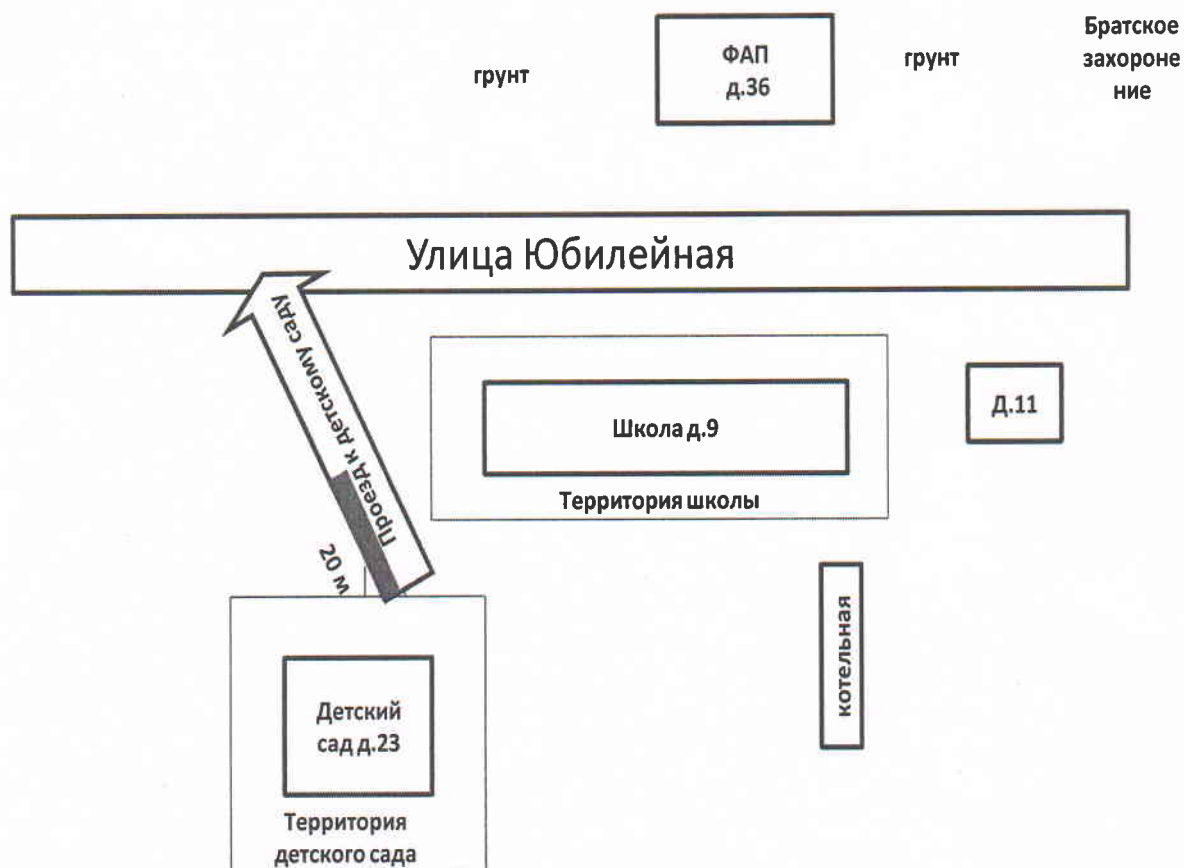 грунт
ФАП
д.36
грунт
Братское
захороне
ние
Улица Юбилейная
Проезд к детскому саду
Школа д.9
Территория школы
Д.11
20 м
котельная
Детский
сад д.23
Территория
детского сада